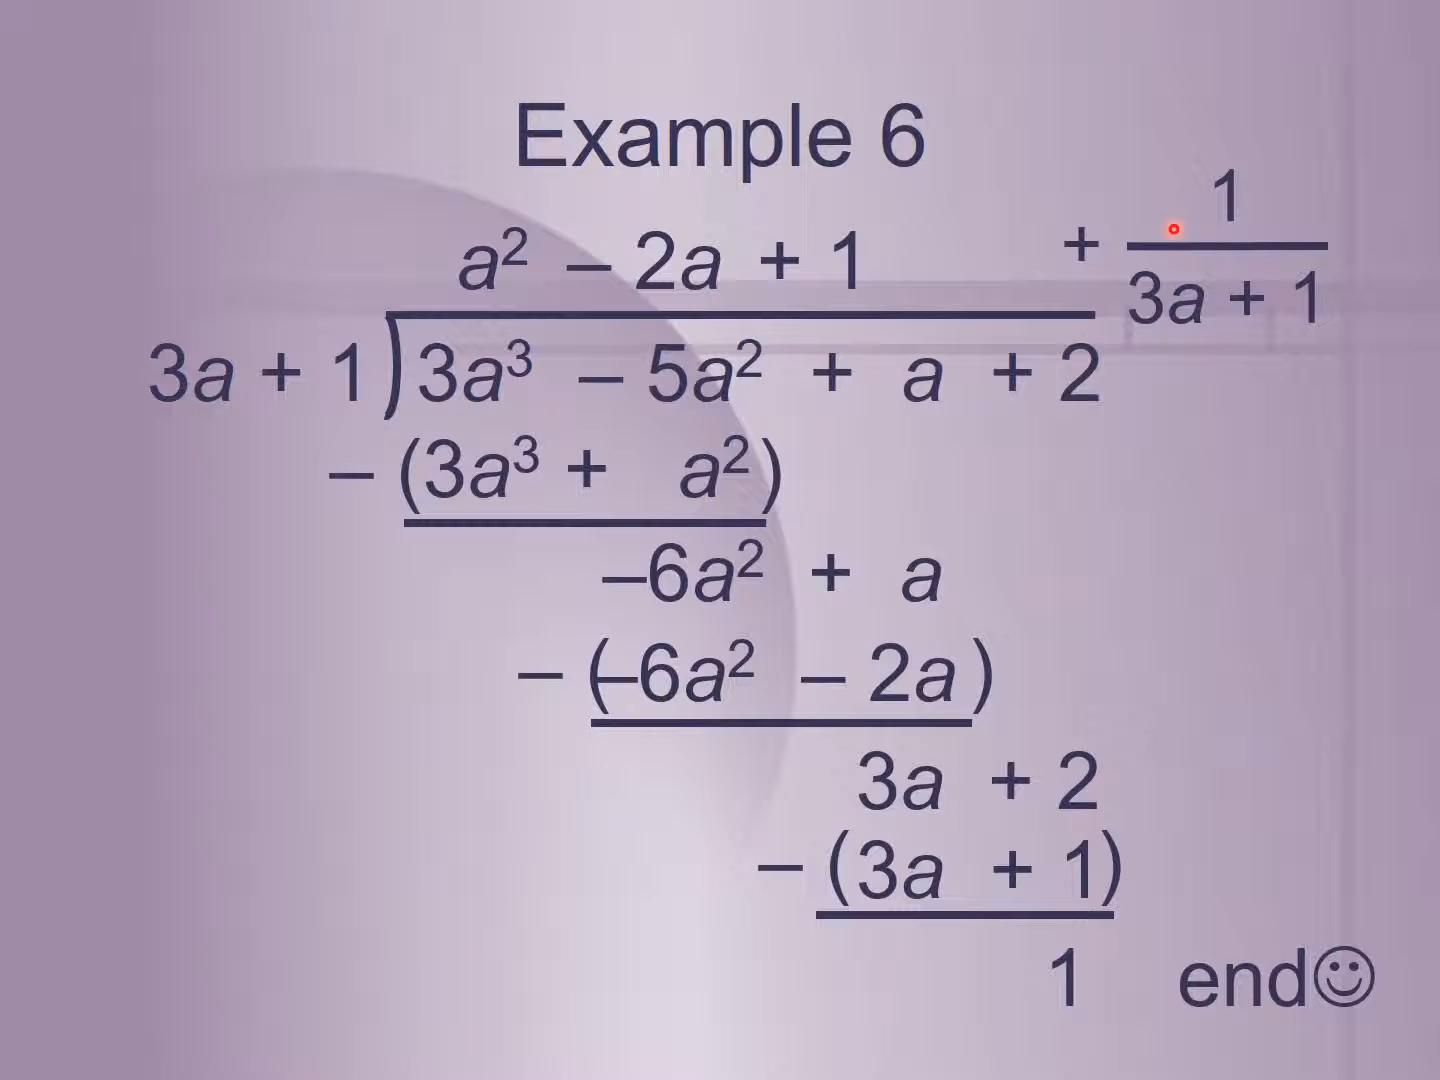 Example 6
a² – 2a + 1 + 1/(3a + 1)
3a + 1)3a³ – 5a² + a + 2
– (3a³ + a²)
–6a² + a
– (–6a² – 2a)
3a + 2
– (3a + 1)
1 end☺